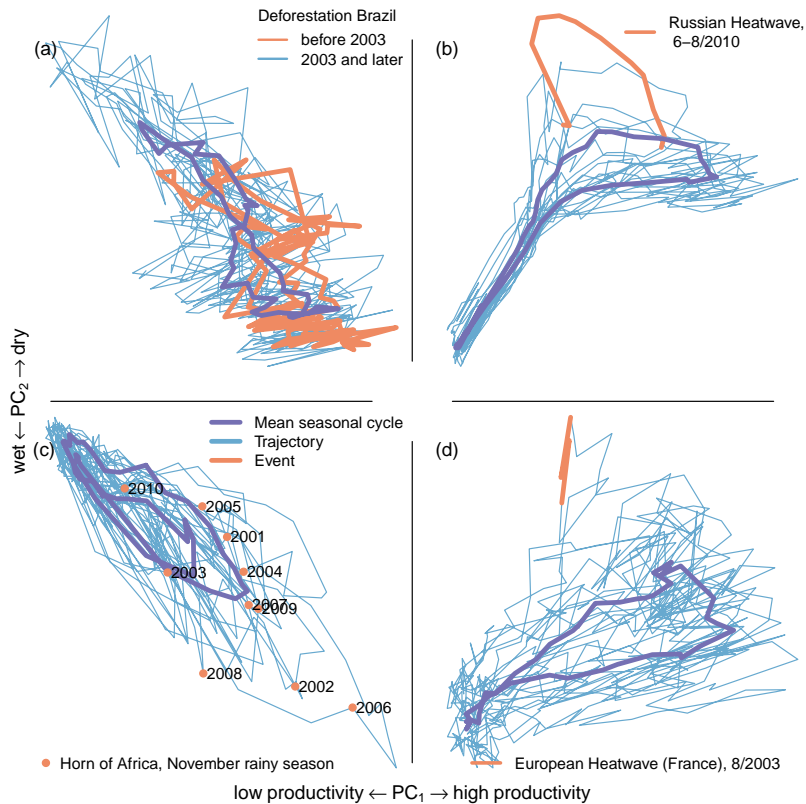 (a)
Deforestation Brazil
before 2003
2003 and later
(b)
Russian Heatwave,
6–8/2010
wet ← PC₂ → dry
(c)
Mean seasonal cycle
Trajectory
Event
2010
2005
2001
2003
2004
2007
2009
2008
2002
2006
Horn of Africa, November rainy season
(d)
European Heatwave (France), 8/2003
low productivity ← PC₁ → high productivity